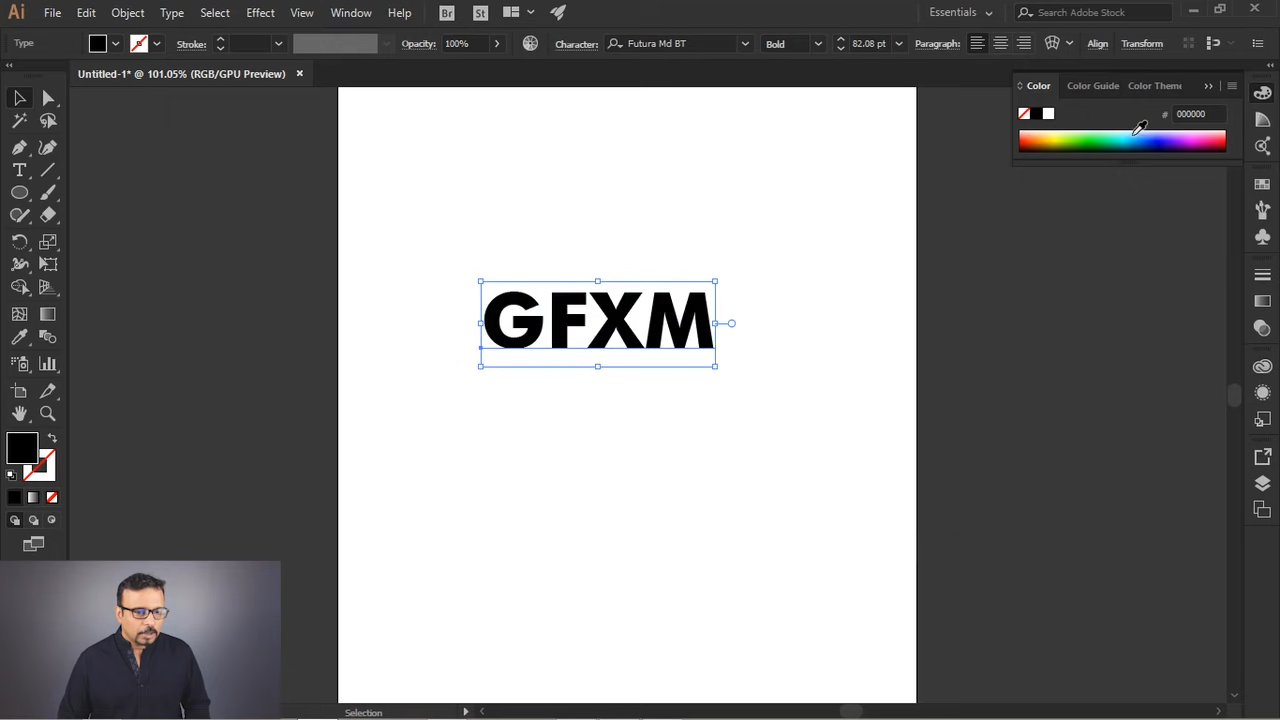 Ai File Edit Object Type Select Effect View Window Help Br St Essentials Search Adobe Stock
Type Stroke: Opacity: 100% Character: Futura Md BT Bold 82.08 pt Paragraph: Align Transform
Untitled-1* @ 101.05% (RGB/GPU Preview) ×
Color Color Guide Color Theme
# 000000
GFXM
Selection